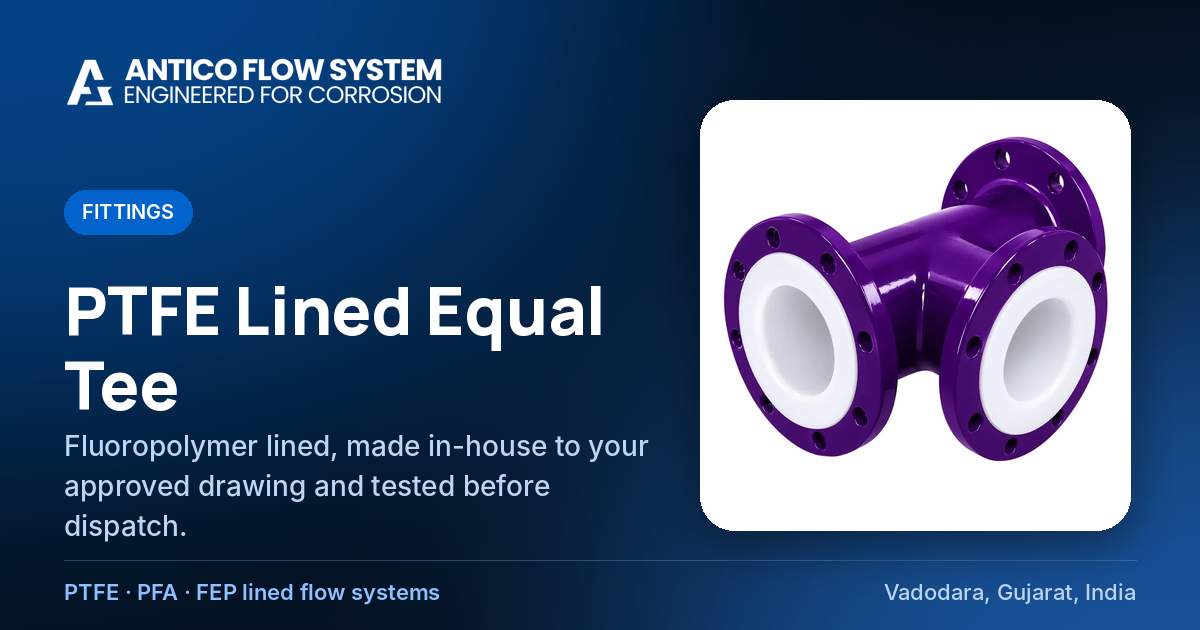 ANTICO FLOW SYSTEM
ENGINEERED FOR CORROSION
FITTINGS
PTFE Lined Equal
Tee
Fluoropolymer lined, made in-house to your
approved drawing and tested before
dispatch.
PTFE · PFA · FEP lined flow systems
Vadodara, Gujarat, India